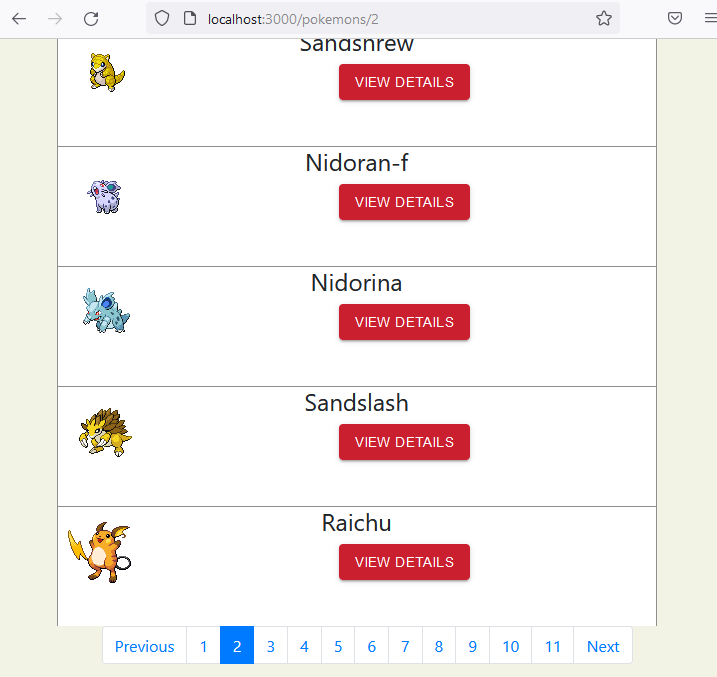 localhost:3000/pokemons/2
Sandshrew
VIEW DETAILS
Nidoran-f
VIEW DETAILS
Nidorina
VIEW DETAILS
Sandslash
VIEW DETAILS
Raichu
VIEW DETAILS
Previous 1 2 3 4 5 6 7 8 9 10 11 Next